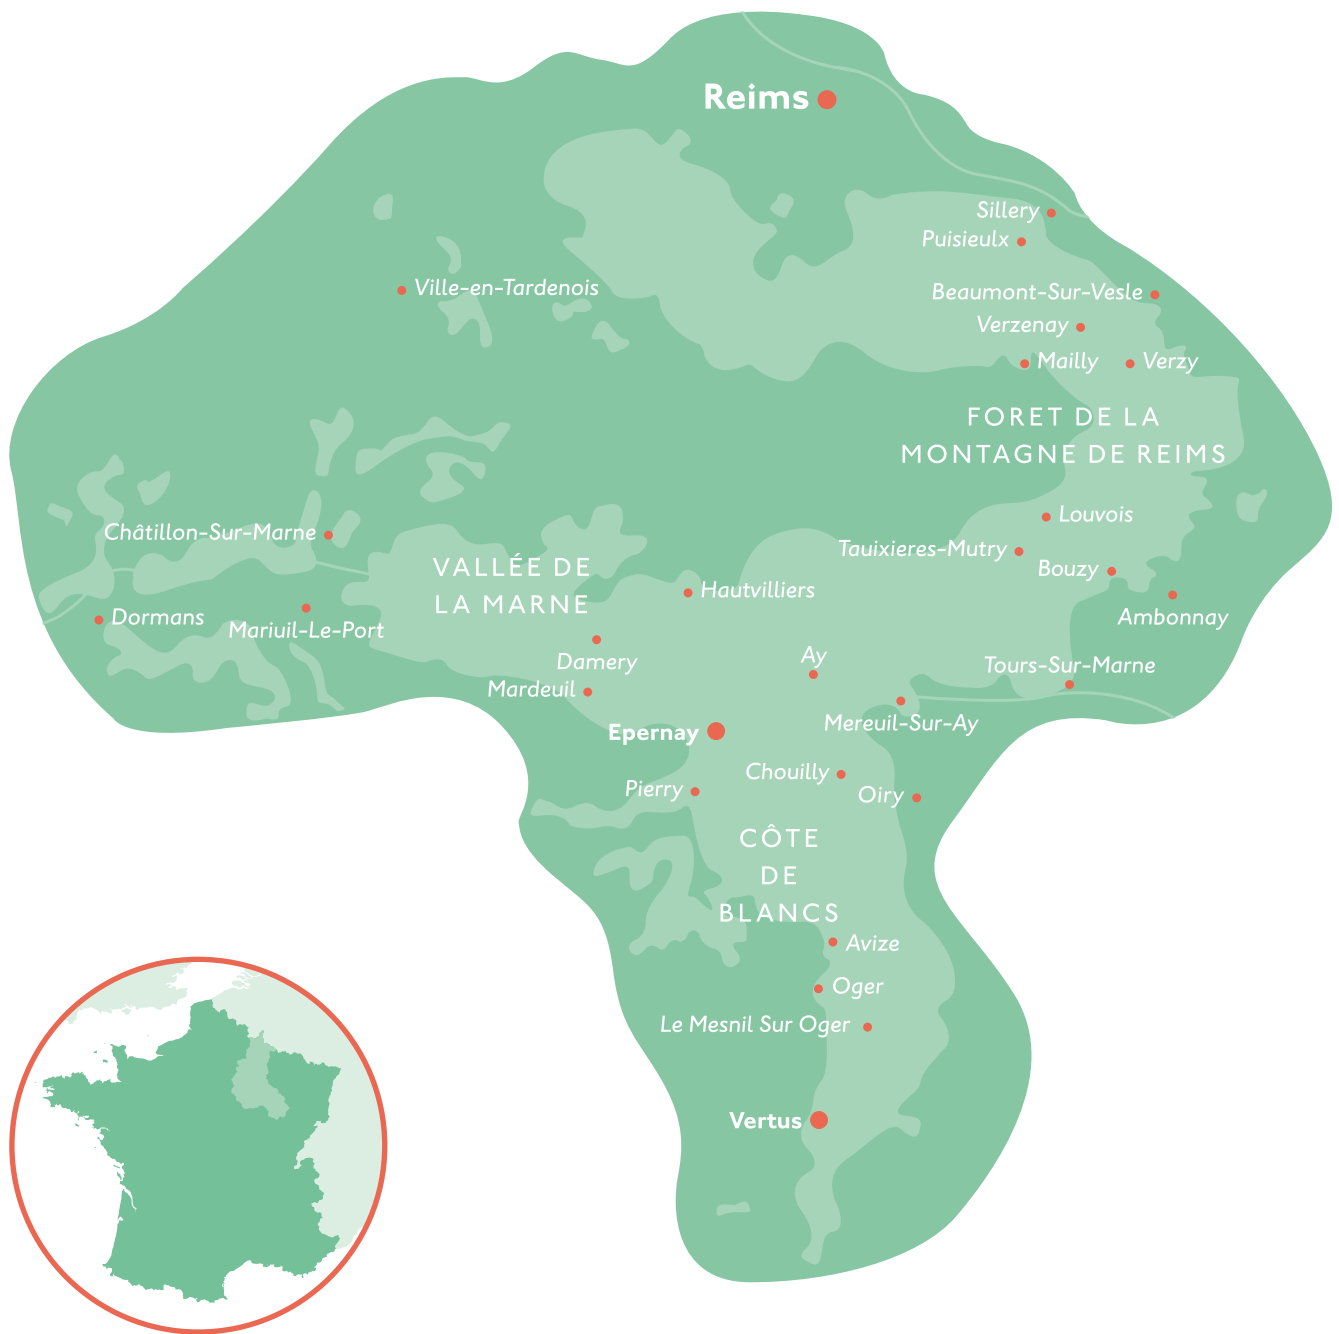 Reims
Sillery
Puisieulx
Ville-en-Tardenois
Beaumont-Sur-Vesle
Verzenay
Mailly
Verzy
FORET DE LA
MONTAGNE DE REIMS
Louvois
Châtillon-Sur-Marne
Tauixieres-Mutry
VALLÉE DE
LA MARNE
Bouzy
Hautvilliers
Ambonnay
Dormans
Mariuil-Le-Port
Damery
Ay
Tours-Sur-Marne
Mardeuil
Mereuil-Sur-Ay
Epernay
Chouilly
Pierry
Oiry
CÔTE
DE
BLANCS
Avize
Oger
Le Mesnil Sur Oger
Vertus